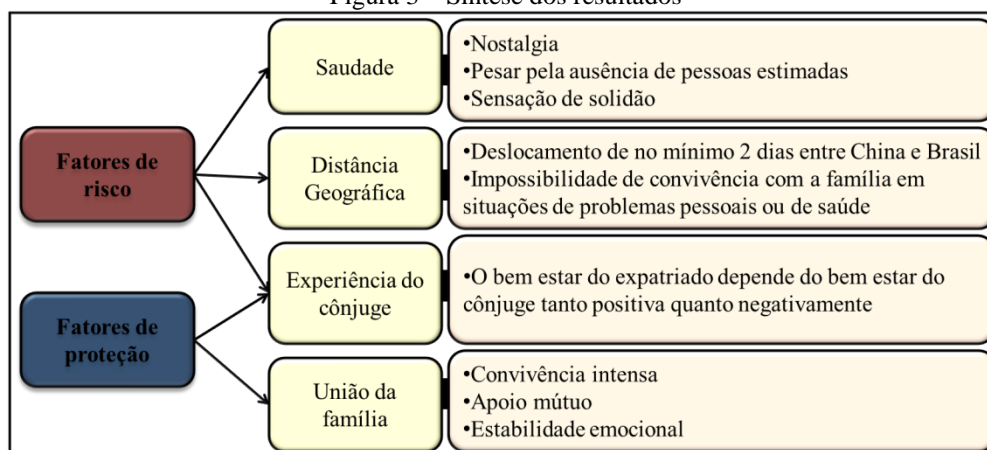 Figura 3 – Síntese dos resultados
Fatores de
risco
Fatores de
proteção
Saudade
•Nostalgia
•Pesar pela ausência de pessoas estimadas
•Sensação de solidão
Distância
Geográfica
•Deslocamento de no mínimo 2 dias entre China e Brasil
•Impossibilidade de convivência com a família em
situações de problemas pessoais ou de saúde
Experiência do
cônjuge
•O bem estar do expatriado depende do bem estar do
cônjuge tanto positiva quanto negativamente
União da
família
•Convivência intensa
•Apoio mútuo
•Estabilidade emocional